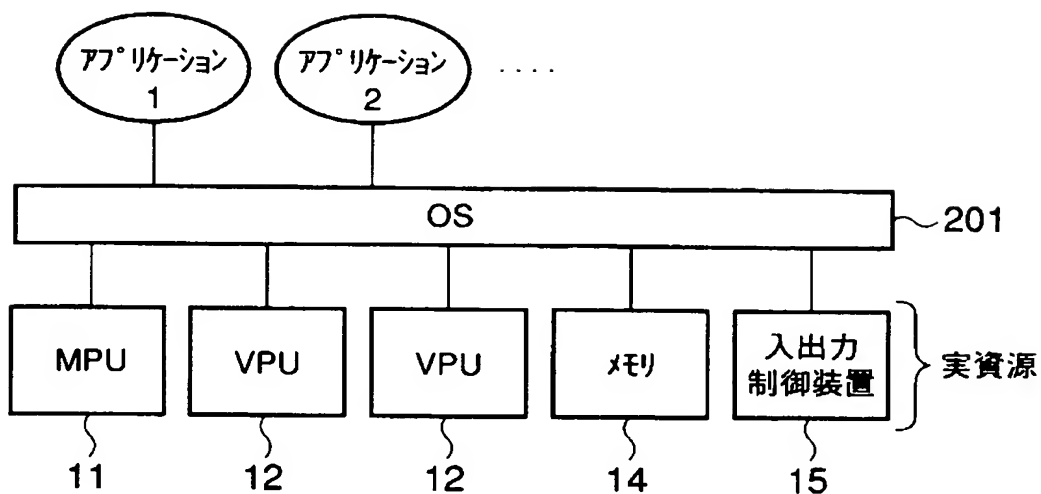 アプリケーション
1
アプリケーション
2
....
OS
201
MPU
VPU
VPU
メモリ
入出力
制御装置
実資源
11
12
12
14
15